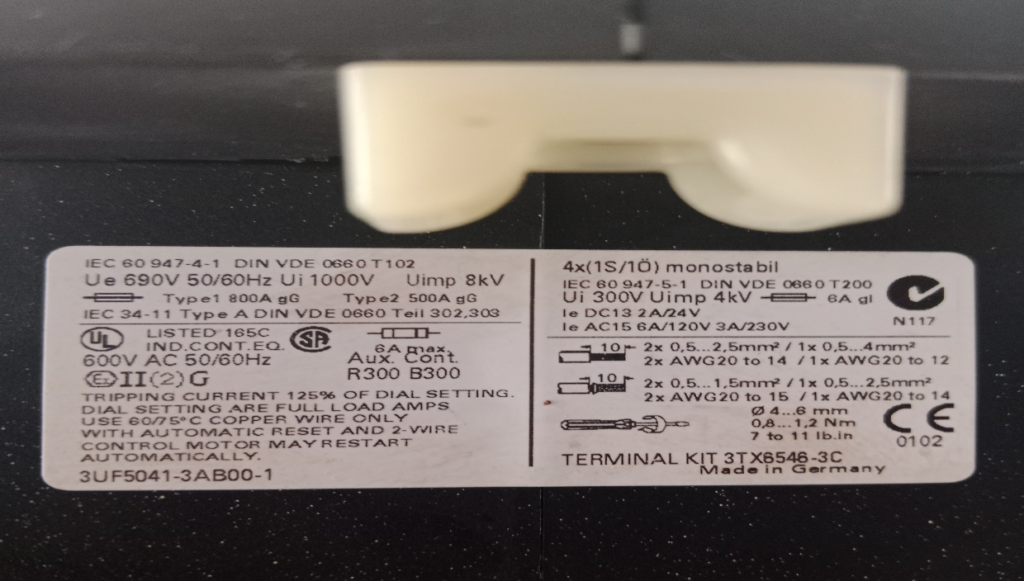 IEC 60 947-4-1 DIN VDE 0660 T102
Ue 690V 50/60Hz Ui 1000V Uimp 8kV
Type1 800A gG Type2 500A gG
IEC 34-11 Type A DIN VDE 0660 Teil 302,303
UL LISTED 165C SA
IND.CONT.EQ. 6A max.
600V AC 50/60Hz Aux. Cont.
Ex II(2)G R300 B300
TRIPPING CURRENT 125% OF DIAL SETTING.
DIAL SETTING ARE FULL LOAD AMPS
USE 60/75° COPPER WIRE ONLY
WITH AUTOMATIC RESET AND 2-WIRE
CONTROL MOTOR MAY RESTART
AUTOMATICALLY.
3UF5041-3AB00-1
4x(1S/1Ö) monostabil
IEC 60 947-5-1 DIN VDE 0660 T200
Ui 300V Uimp 4kV 6A gl
Ie DC13 2A/24V
Ie AC15 6A/120V 3A/230V
N117
10 2x 0,5...2,5mm² / 1x 0,5...4mm²
2x AWG20 to 14 / 1x AWG20 to 12
10 2x 0,5...1,5mm² / 1x 0,5...2,5mm²
2x AWG20 to 15 / 1x AWG20 to 14
Ø 4...6 mm
0,8...1,2 Nm
7 to 11 lb.in
CE
0102
TERMINAL KIT 3TX6546-3C
Made in Germany